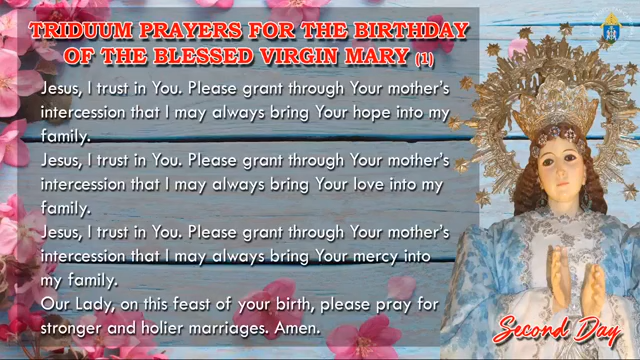 TRIDUUM PRAYERS FOR THE BIRTHDAY
OF THE BLESSED VIRGIN MARY (1)
Jesus, I trust in You. Please grant through Your mother's
intercession that I may always bring Your hope into my
family.
Jesus, I trust in You. Please grant through Your mother's
intercession that I may always bring Your love into my
family.
Jesus, I trust in You. Please grant through Your mother's
intercession that I may always bring Your mercy into
my family.
Our Lady, on this feast of your birth, please pray for
stronger and holier marriages. Amen.
Second Day